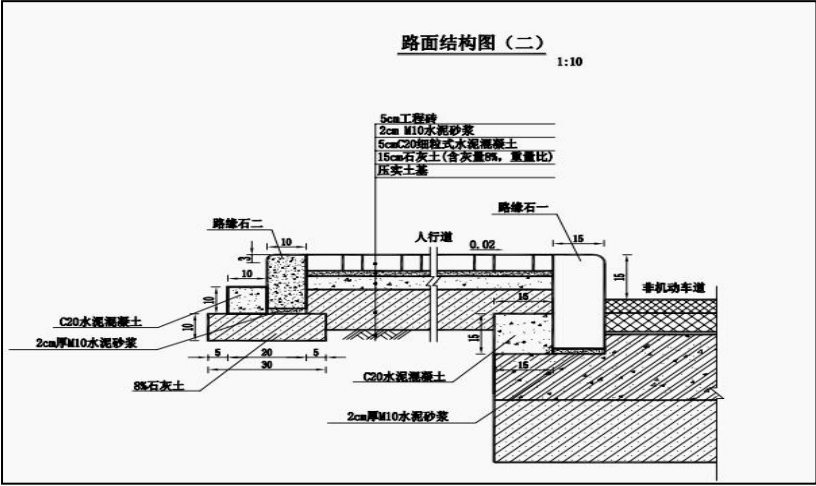 路面结构图（二）
1:10
5cm工程砖
2cm M10水泥砂浆
5cmC20细粒式水泥混凝土
15cm石灰土(含灰量8%，重量比)
压实土基
路缘石二
路缘石一
10
人行道
0.02
15
3
10
15
非机动车道
10
15
C20水泥混凝土
10
15
2cm厚M10水泥砂浆
5
20
5
30
15
C20水泥混凝土
8%石灰土
2cm厚M10水泥砂浆